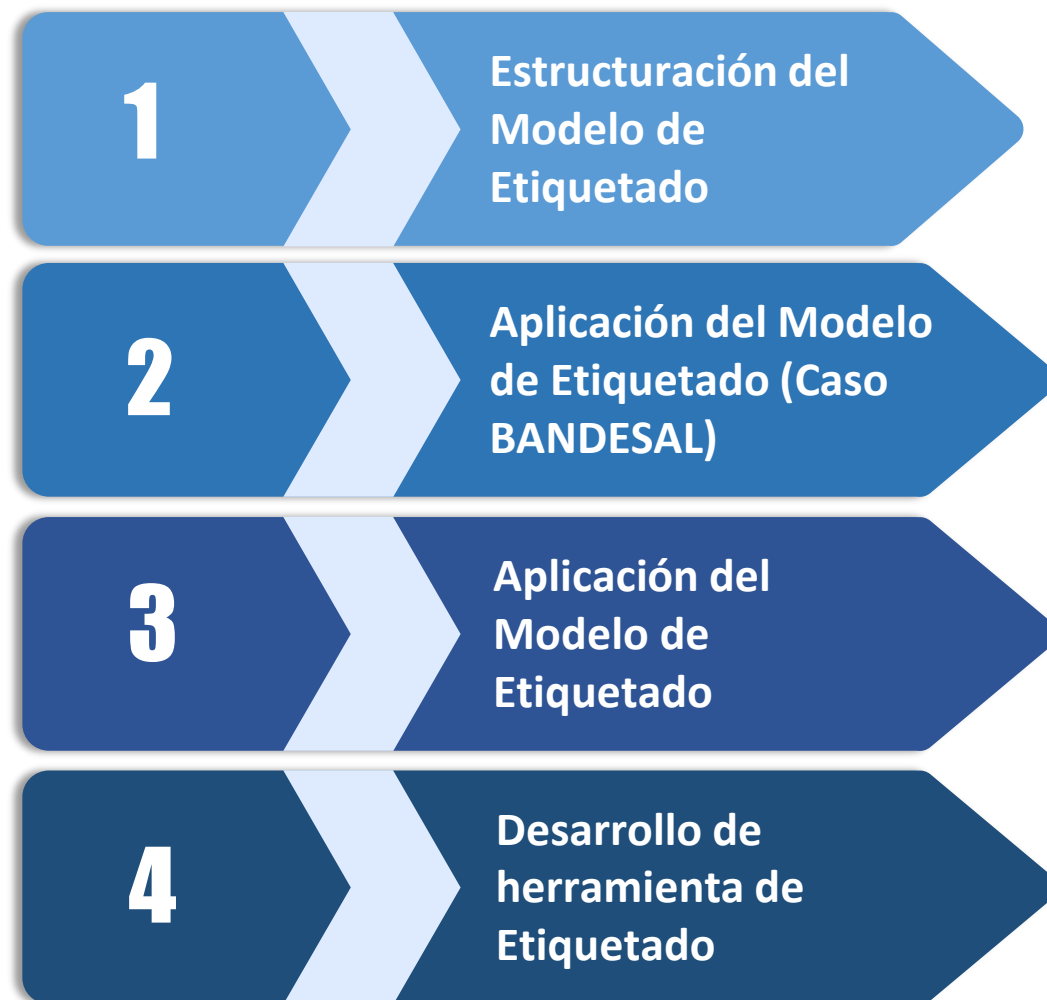 1
Estructuración del
Modelo de
Etiquetado
2
Aplicación del Modelo
de Etiquetado (Caso
BANDESAL)
3
Aplicación del
Modelo de
Etiquetado
4
Desarrollo de
herramienta de
Etiquetado